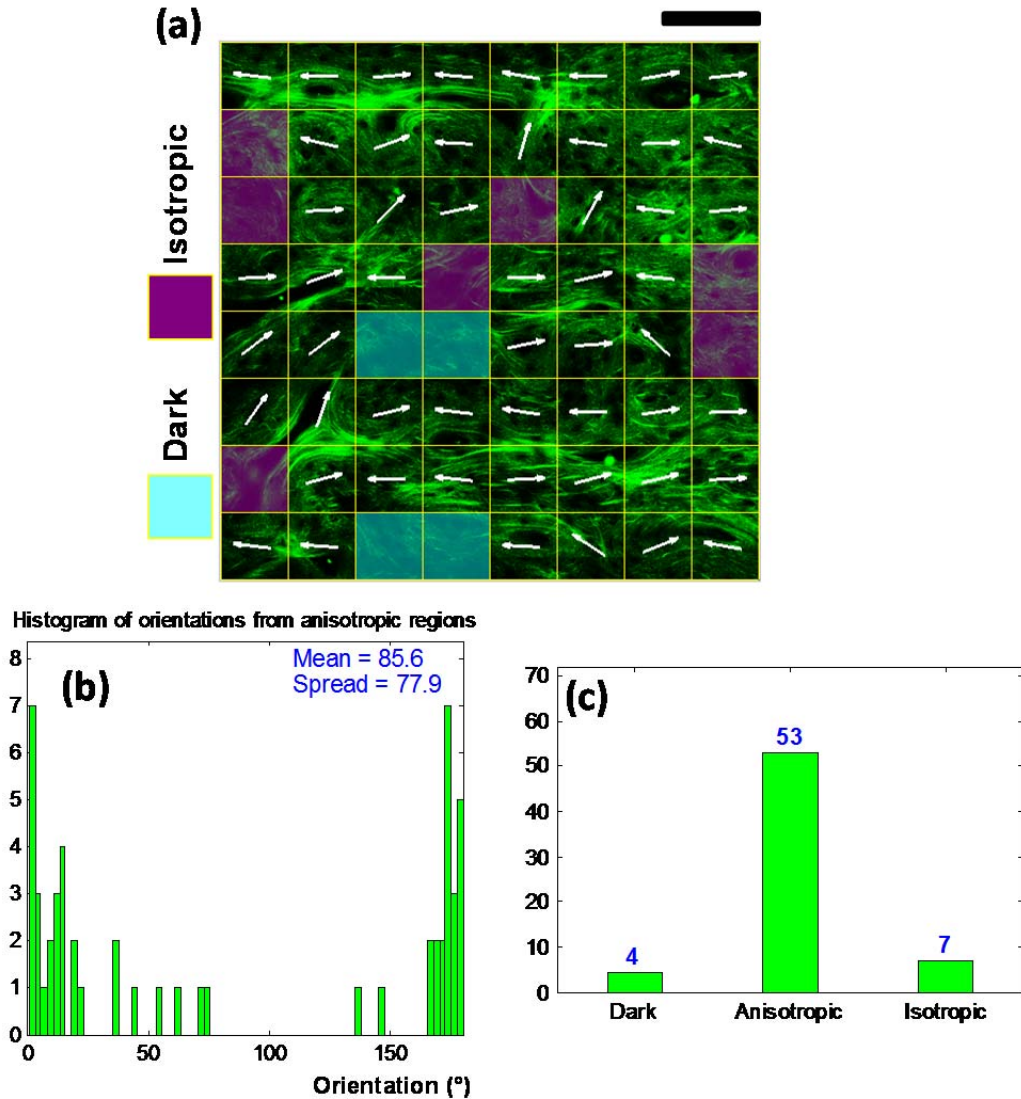 (a)
Isotropic
Dark
Histogram of orientations from anisotropic regions
(b)
Mean = 85.6
Spread = 77.9
8
7
6
5
4
3
2
1
0
0 50 100 150
Orientation (°)
(c)
70
60
50
40
30
20
10
0
4
53
7
Dark Anisotropic Isotropic